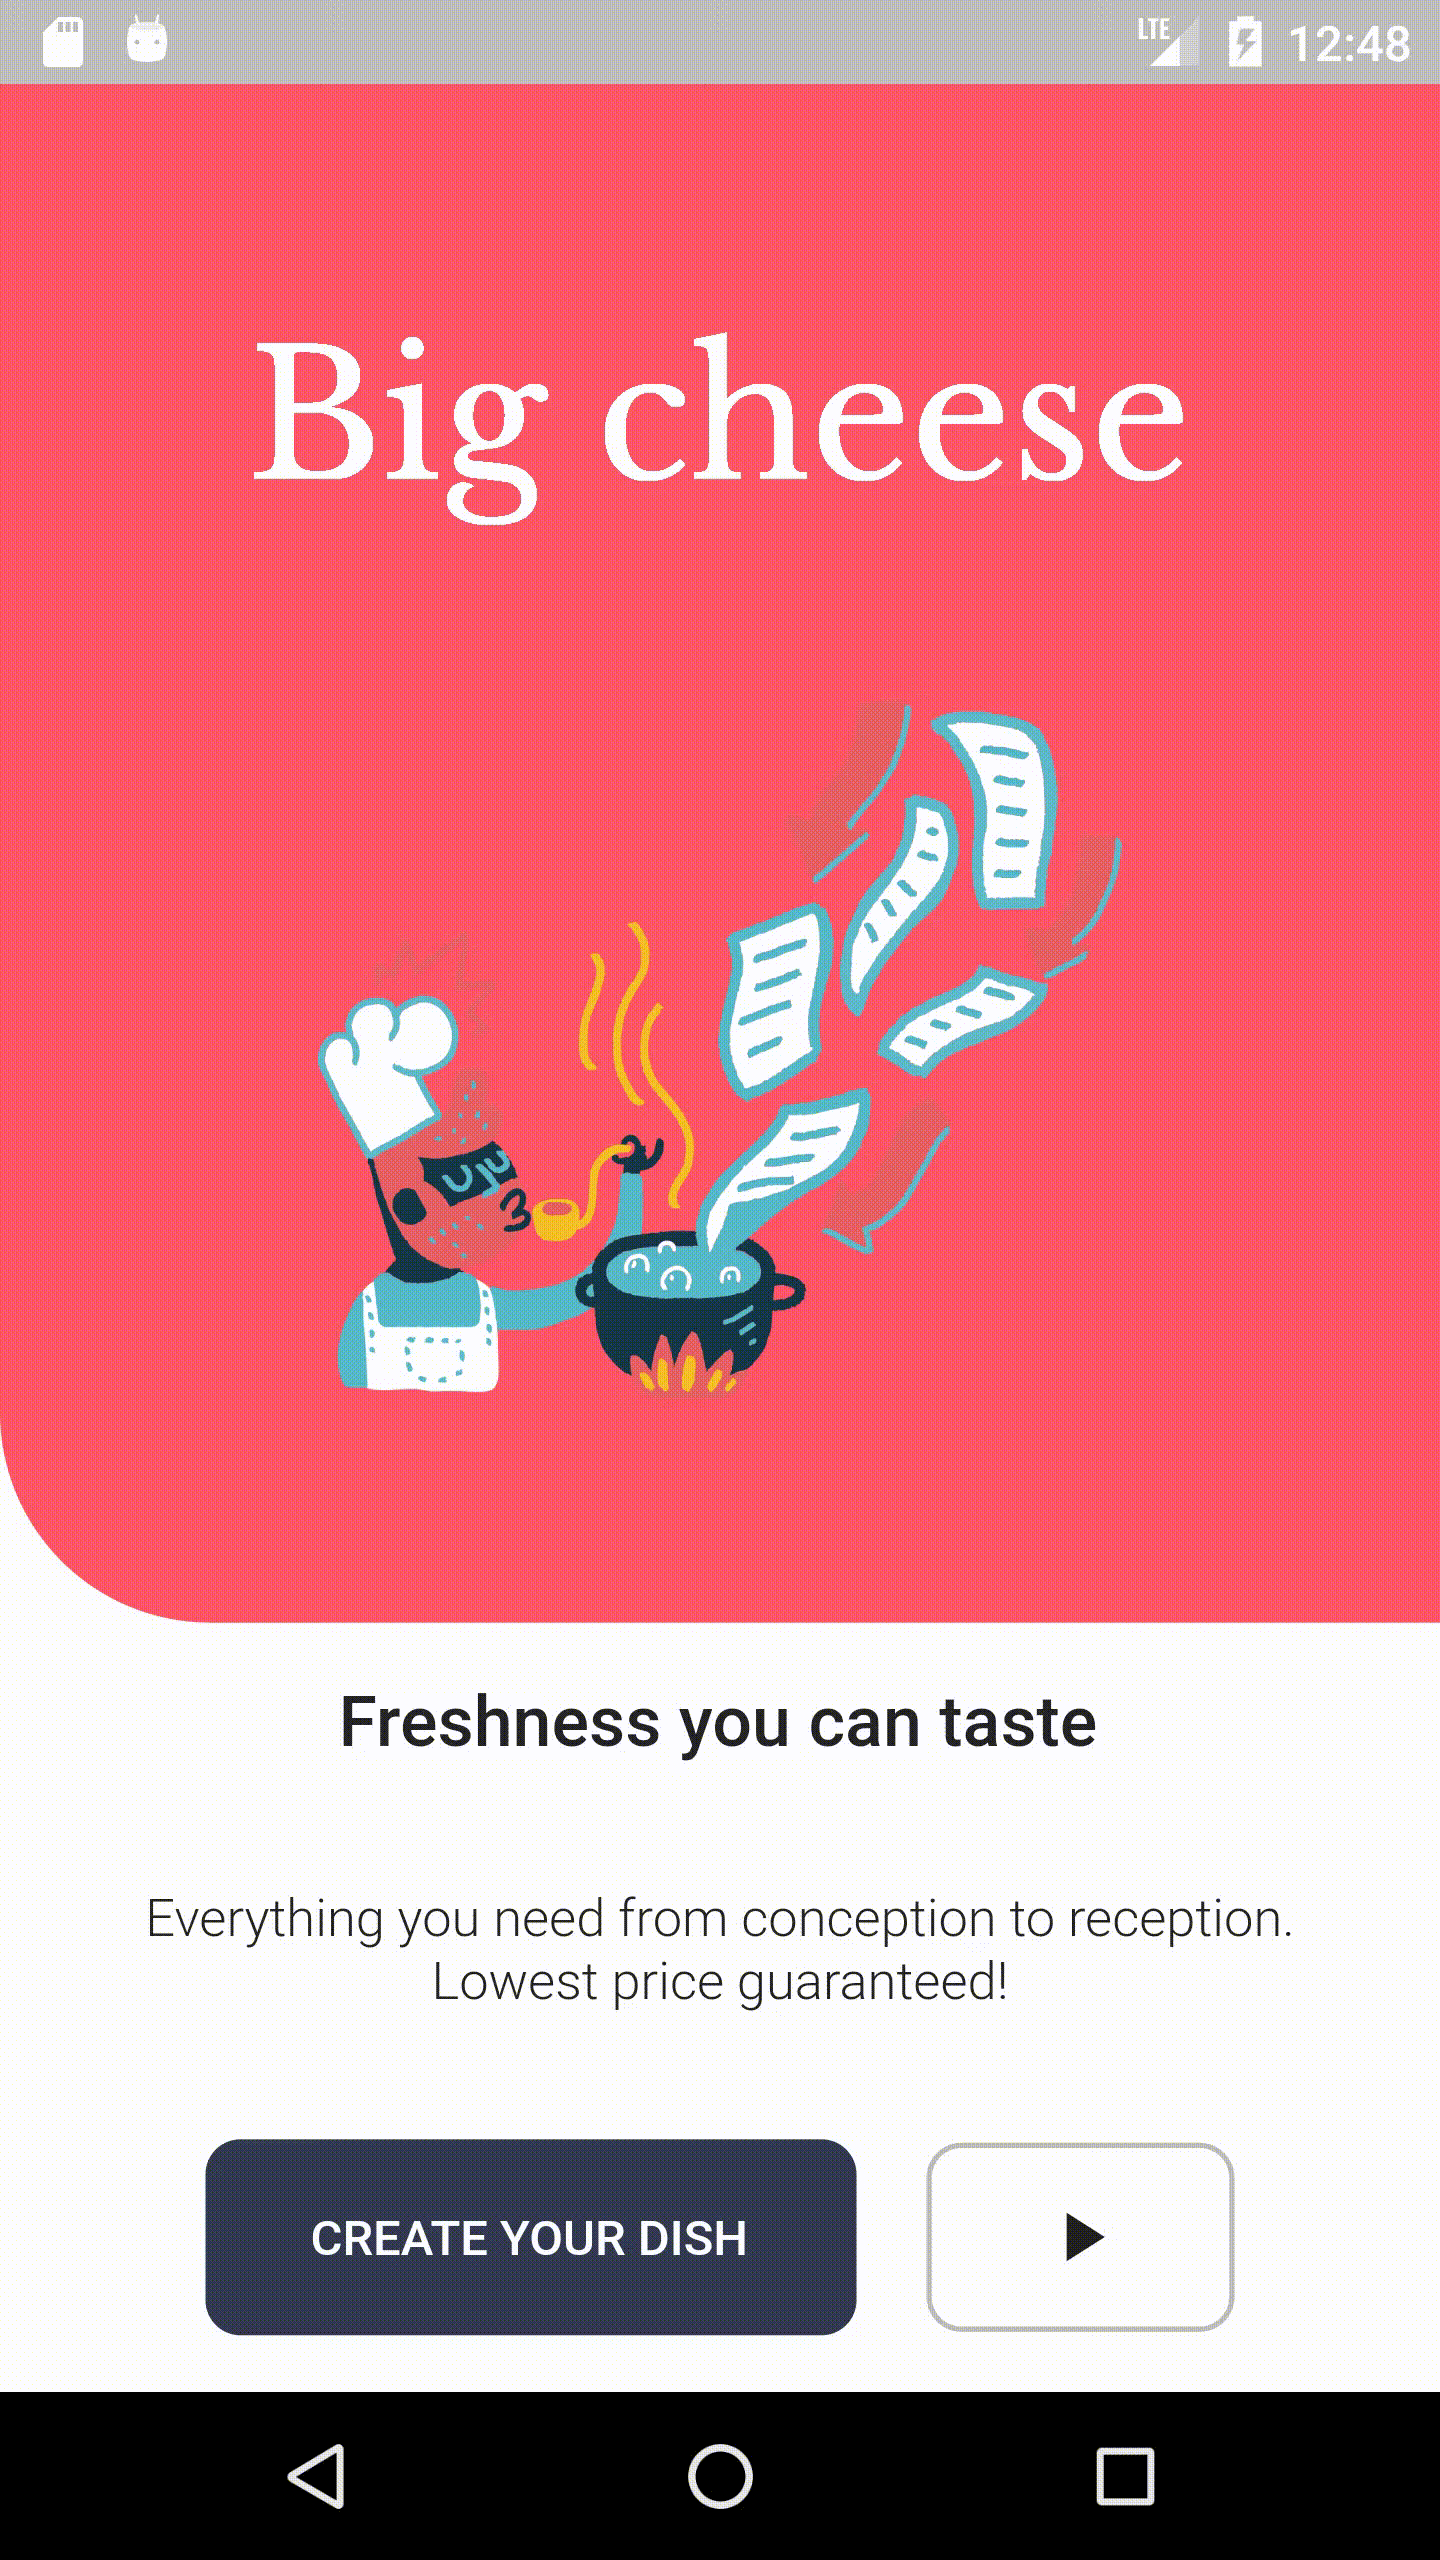 LTE 12:48
Big cheese
Freshness you can taste
Everything you need from conception to reception.
Lowest price guaranteed!
CREATE YOUR DISH